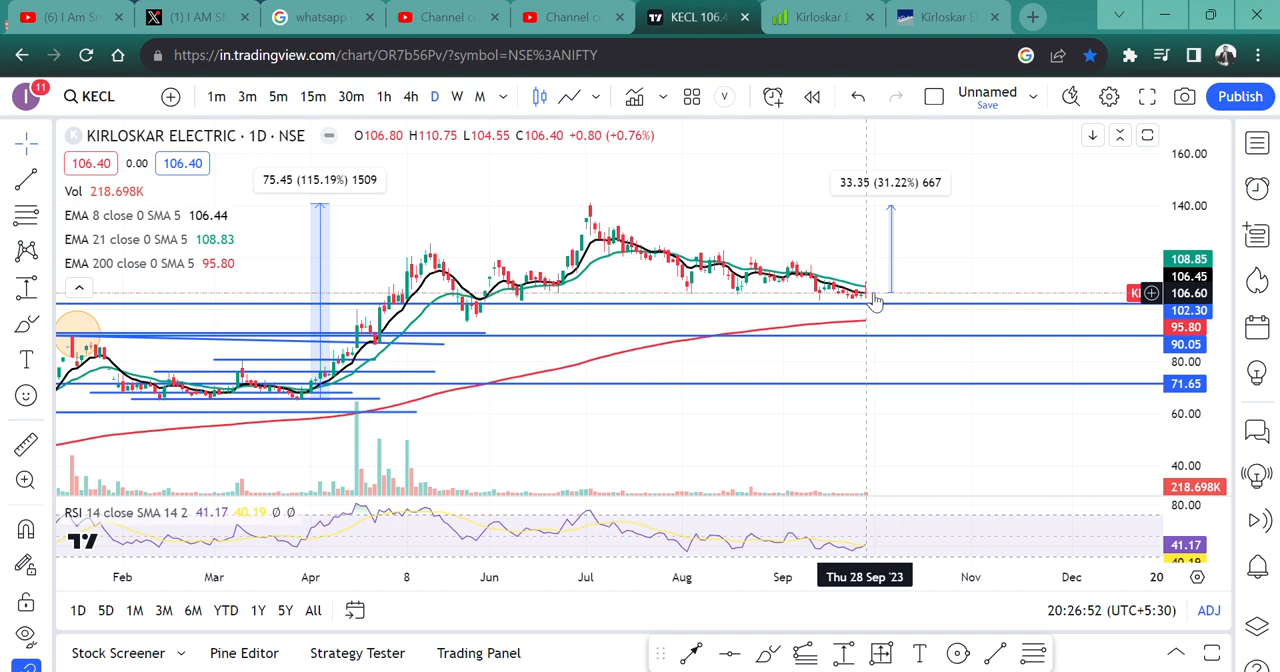 (6) I Am Sm
(1) I AM SM
whatsapp
Channel co
Channel co
KECL 106.4
Kirloskar E
Kirloskar E
https://in.tradingview.com/chart/OR7b56Pv/?symbol=NSE%3ANIFTY
I 11 KECL 1m 3m 5m 15m 30m 1h 4h D W M V Unnamed Save Publish
K KIRLOSKAR ELECTRIC · 1D · NSE O106.80 H110.75 L104.55 C106.40 +0.80 (+0.76%)
106.40 0.00 106.40
Vol 218.698K
EMA 8 close 0 SMA 5 106.44
EMA 21 close 0 SMA 5 108.83
EMA 200 close 0 SMA 5 95.80
75.45 (115.19%) 1509
33.35 (31.22%) 667
160.00
140.00
108.85
106.45
106.60
102.30
95.80
90.05
80.00
71.65
60.00
40.00
218.698K
RSI 14 close SMA 14 2 41.17 40.19 Ø Ø
80.00
41.17
40.19
Feb Mar Apr 8 Jun Jul Aug Sep Thu 28 Sep '23 Nov Dec 20
1D 5D 1M 3M 6M YTD 1Y 5Y All 20:26:52 (UTC+5:30) ADJ
Stock Screener Pine Editor Strategy Tester Trading Panel